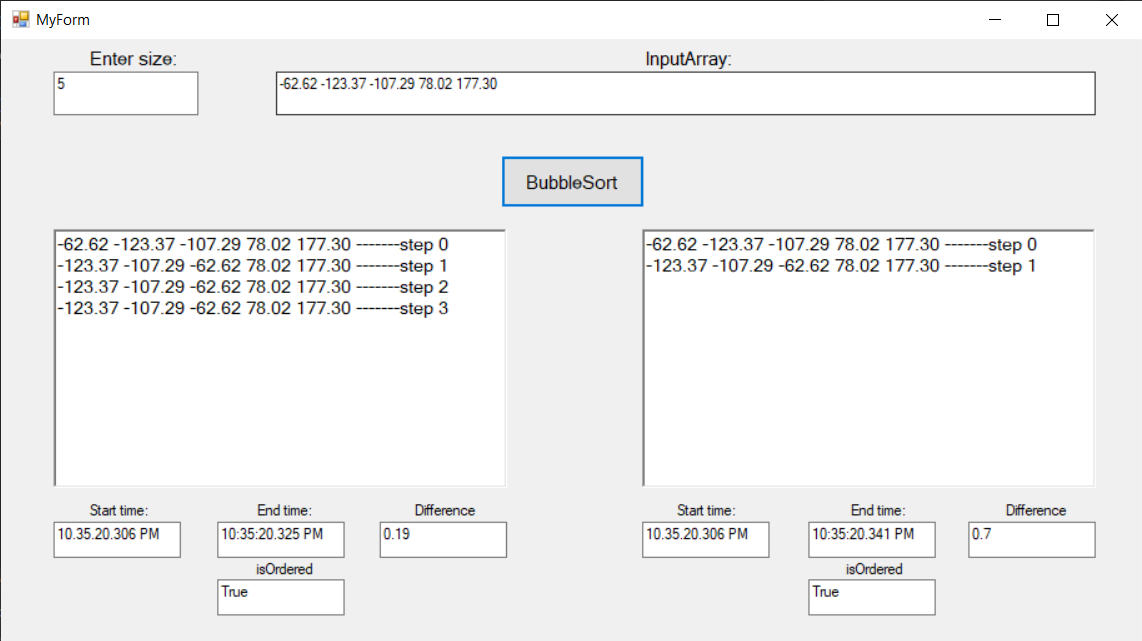 MyForm
Enter size:
InputArray:
5
-62.62 -123.37 -107.29 78.02 177.30
BubbleSort
-62.62 -123.37 -107.29 78.02 177.30 -------step 0
-123.37 -107.29 -62.62 78.02 177.30 -------step 1
-123.37 -107.29 -62.62 78.02 177.30 -------step 2
-123.37 -107.29 -62.62 78.02 177.30 -------step 3
-62.62 -123.37 -107.29 78.02 177.30 -------step 0
-123.37 -107.29 -62.62 78.02 177.30 -------step 1
Start time: End time: Difference
10.35.20.306 PM 10:35:20.325 PM 0.19
isOrdered
True
Start time: End time: Difference
10.35.20.306 PM 10:35:20.341 PM 0.7
isOrdered
True